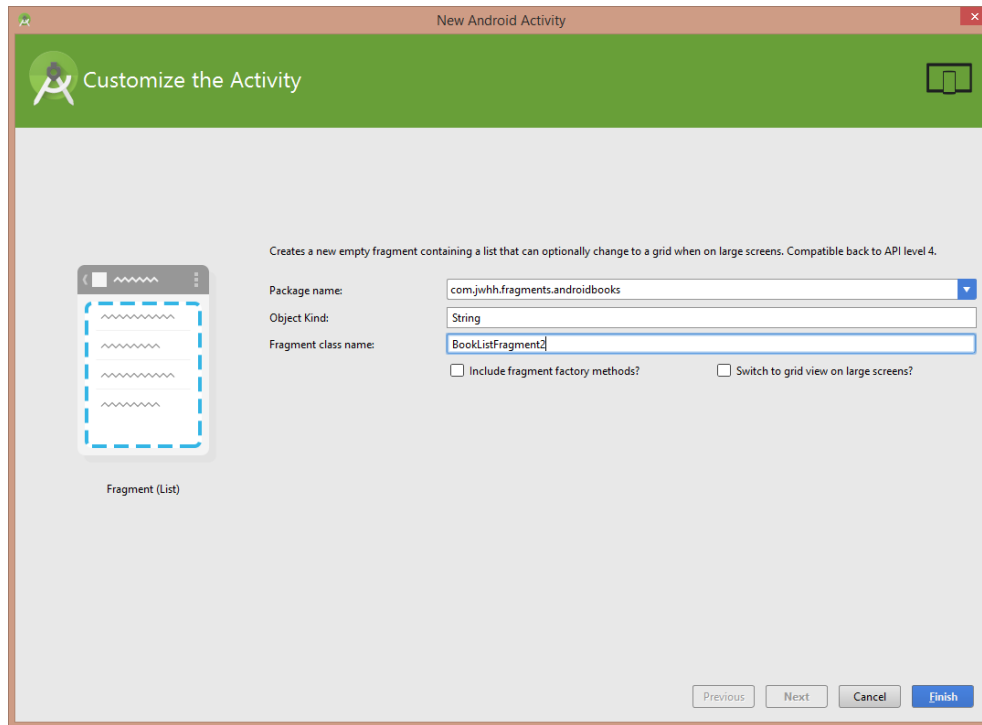 New Android Activity
Customize the Activity
Creates a new empty fragment containing a list that can optionally change to a grid when on large screens. Compatible back to API level 4.
Package name:
com.jwhh.fragments.androidbooks
Object Kind:
String
Fragment class name:
BookListFragment2
Include fragment factory methods?
Switch to grid view on large screens?
Fragment (List)
Previous
Next
Cancel
Finish